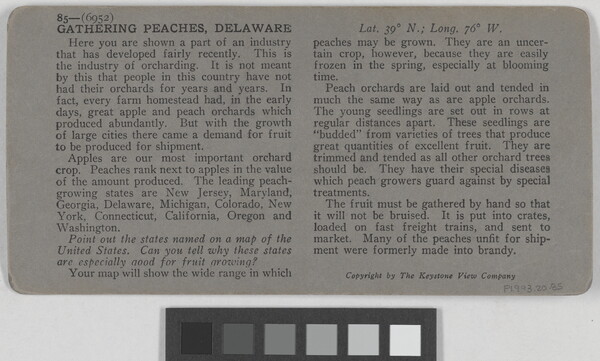 85—(6952)
GATHERING PEACHES, DELAWARE
Here you are shown a part of an industry
that has developed fairly recently. This is
the industry of orcharding. It is not meant
by this that people in this country have not
had their orchards for years and years. In
fact, every farm homestead had, in the early
days, great apple and peach orchards which
produced abundantly. But with the growth
of large cities there came a demand for fruit
to be produced for shipment.
Apples are our most important orchard
crop. Peaches rank next to apples in the value
of the amount produced. The leading peach-
growing states are New Jersey, Maryland,
Georgia, Delaware, Michigan, Colorado, New
York, Connecticut, California, Oregon and
Washington.
Point out the states named on a map of the
United States. Can you tell why these states
are especially good for fruit growing?
Your map will show the wide range in which
Lat. 39° N.; Long. 76° W.
peaches may be grown. They are an uncer-
tain crop, however, because they are easily
frozen in the spring, especially at blooming
time.
Peach orchards are laid out and tended in
much the same way as are apple orchards.
The young seedlings are set out in rows at
regular distances apart. These seedlings are
"budded" from varieties of trees that produce
great quantities of excellent fruit. They are
trimmed and tended as all other orchard trees
should be. They have their special diseases
which peach growers guard against by special
treatments.
The fruit must be gathered by hand so that
it will not be bruised. It is put into crates,
loaded on fast freight trains, and sent to
market. Many of the peaches unfit for ship-
ment were formerly made into brandy.
Copyright by The Keystone View Company